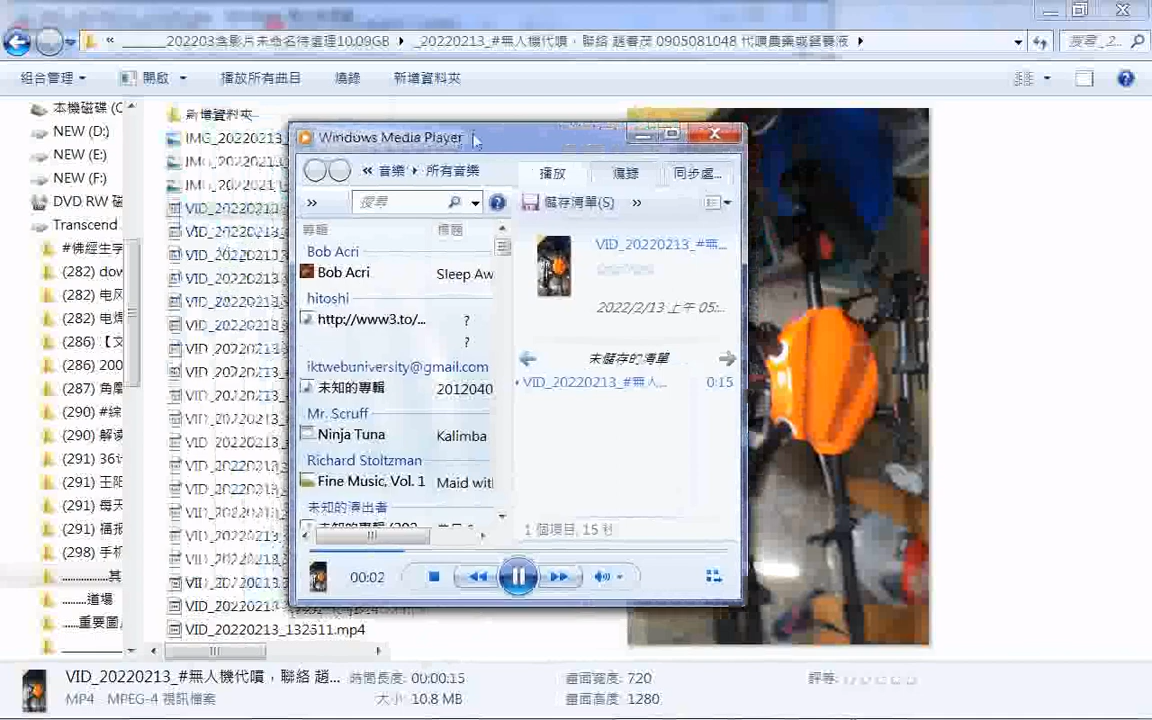 ________202203含影片未命名待處理10.09GB
_20220213_#無人機代噴，聯絡 趙春茂 0905081048 代噴農藥或營養液
搜尋 _2...
組合管理
開啟
播放所有曲目
燒錄
新增資料夾
本機磁碟 (C
NEW (D:)
NEW (E:)
NEW (F:)
DVD RW 磁
Transcend
#佛經生字
(282) dow
(282) 电风
(282) 电焊
(286) 【文
(286) 200
(287) 角磨
(290) #綜
(290) 解读
(291) 36计
(291) 王阳
(291) 每天
(291) 福报
(298) 手机
................其
.........道場
......重要圖
新增資料夾
IMG_20220213_
IMG_20220213_
VID_20220213_132511.mp4
Windows Media Player
音樂
所有音樂
搜尋
專題
標題
Bob Acri
Bob Acri
Sleep Aw
hitoshi
http://www3.to/...
?
?
iktwebuniversity@gmail.com
未知的專輯
2012040
Mr. Scruff
Ninja Tuna
Kalimba
Richard Stoltzman
Fine Music, Vol. 1
Maid wit
未知的演出者
播放
燒錄
同步處...
儲存清單(S)
VID_20220213_#無...
2022/2/13 上午 05:...
未儲存的清單
VID_20220213_#無人...
0:15
1 個項目, 15 秒
00:02
VID_20220213_#無人機代噴，聯絡 趙...
時間長度: 00:00:15
畫面寬度: 720
評等:
MP4 MPEG-4 視訊檔案
大小: 10.8 MB
畫面高度: 1280